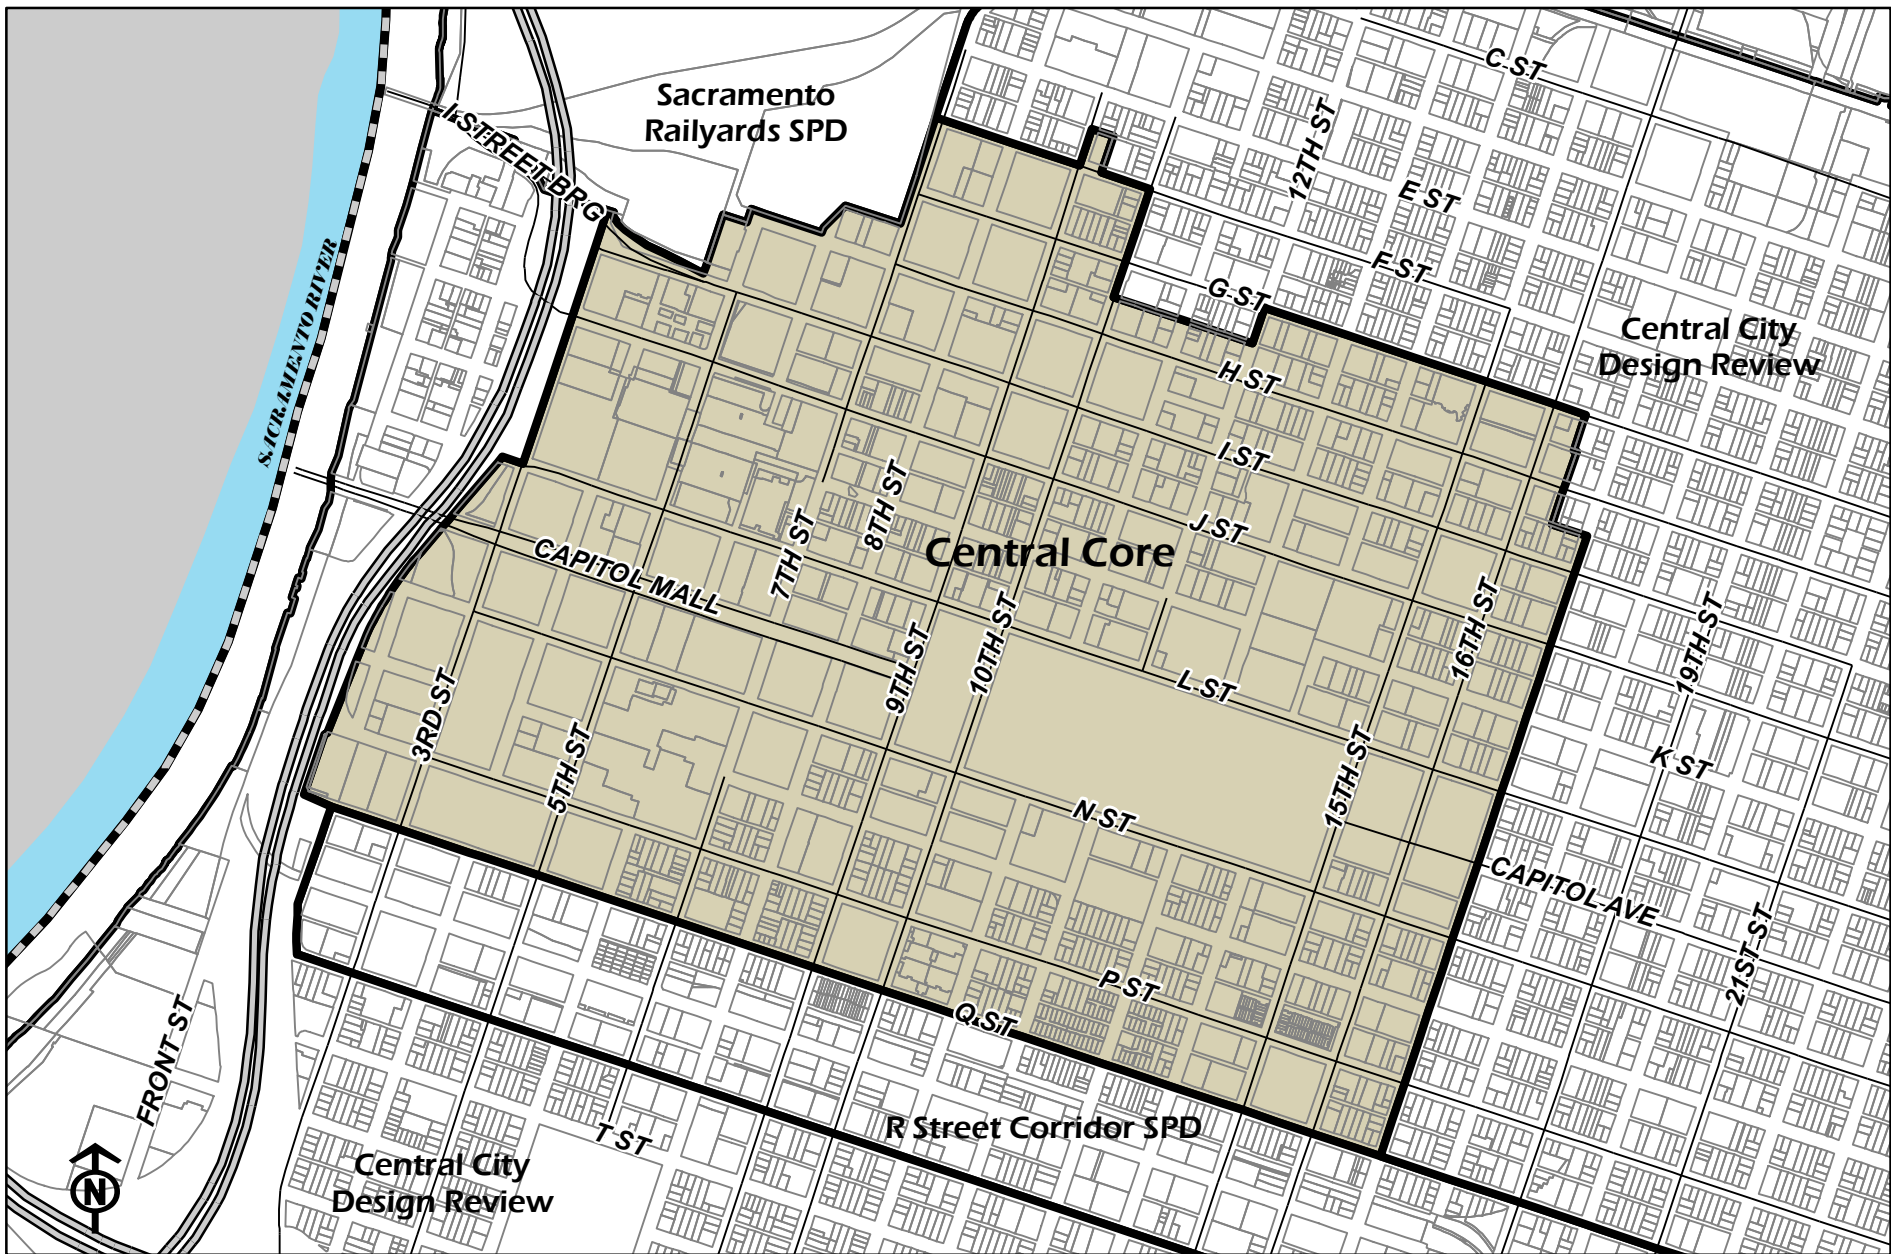 C ST
Sacramento
Railyards SPD
I STREET BRG
12TH ST
E ST
F ST
G ST
SACRAMENTO RIVER
Central City
Design Review
H ST
I ST
J ST
8TH ST
7TH ST
Central Core
CAPITOL MALL
10TH ST
9TH ST
16TH ST
19TH ST
L ST
3RD ST
5TH ST
15TH ST
K ST
N ST
CAPITOL AVE
21ST ST
P ST
Q ST
FRONT ST
R Street Corridor SPD
T ST
Central City
Design Review
N